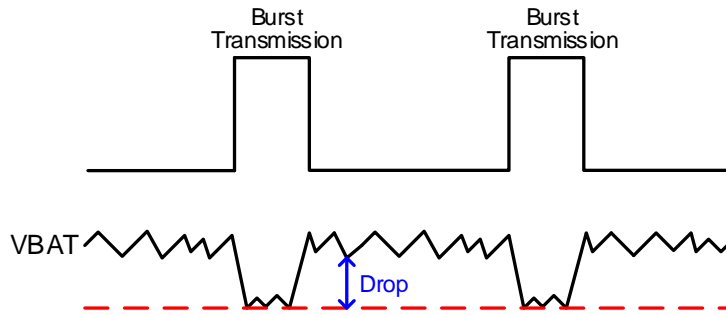 Burst
Transmission
Burst
Transmission
VBAT
Drop